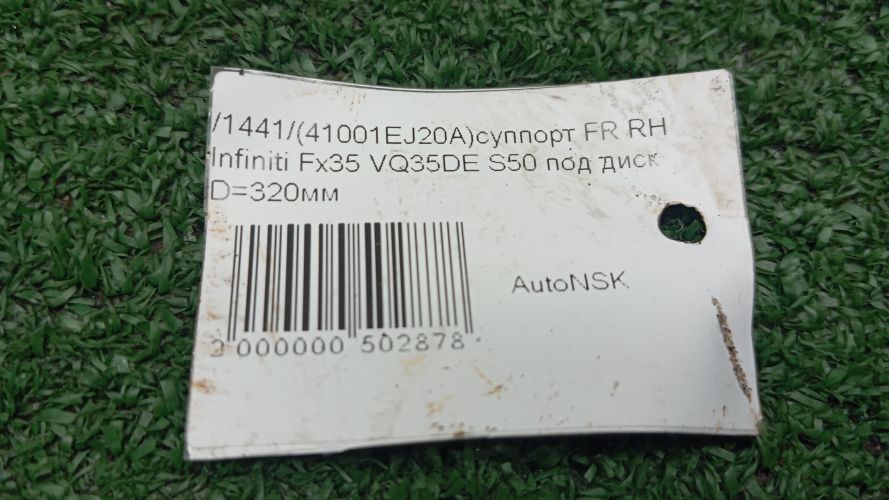 /1441/(41001EJ20A)суппорт FR RH
Infiniti Fx35 VQ35DE S50 под диск
D=320мм
AutoNSK
2 000000 502878